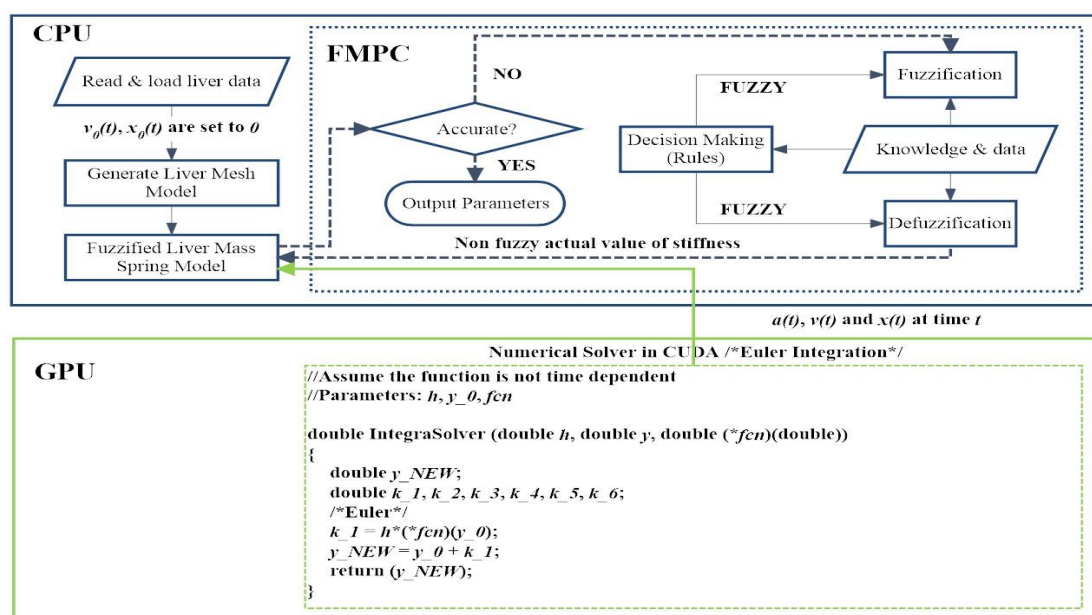 CPU
Read & load liver data
v_0(t), x_0(t) are set to 0
Generate Liver Mesh
Model
Fuzzified Liver Mass
Spring Model
FMPC
NO
Accurate?
YES
Output Parameters
FUZZY
Fuzzification
Decision Making
(Rules)
Knowledge & data
FUZZY
Defuzzification
Non fuzzy actual value of stiffness
a(t), v(t) and x(t) at time t
GPU
Numerical Solver in CUDA /*Euler Integration*/
//Assume the function is not time dependent
//Parameters: h, y_0, fcn
double IntegraSolver (double h, double y, double (*fcn)(double))
{
double y_NEW;
double k_1, k_2, k_3, k_4, k_5, k_6;
/*Euler*/
k_1 = h*(*fcn)(y_0);
y_NEW = y_0 + k_1;
return (y_NEW);
}